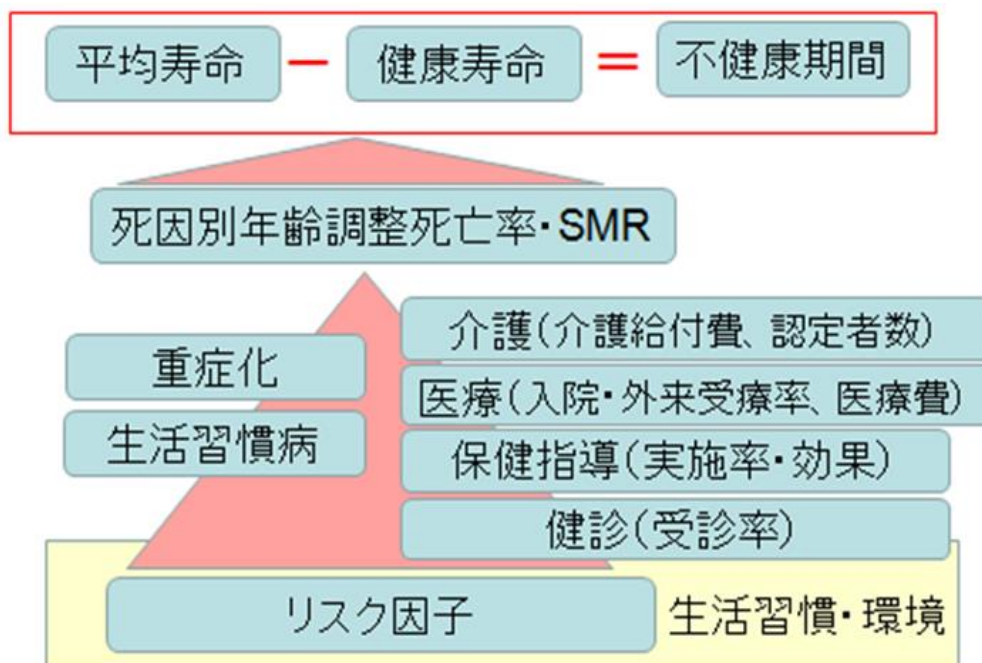 平均寿命 − 健康寿命 = 不健康期間
死因別年齢調整死亡率・SMR
重症化
生活習慣病
介護(介護給付費、認定者数)
医療(入院・外来受療率、医療費)
保健指導(実施率・効果)
健診(受診率)
リスク因子
生活習慣・環境